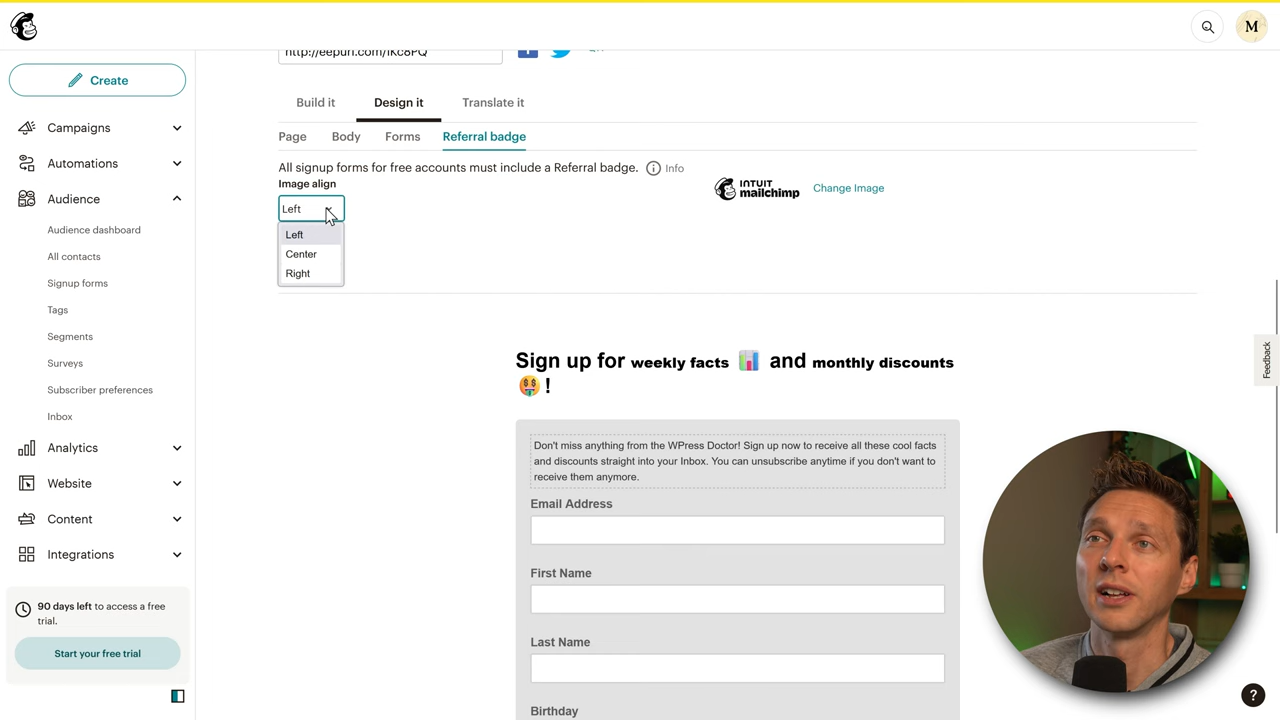 M
Create
http://eepurl.com/iKc8PQ
Campaigns
Automations
Audience
Audience dashboard
All contacts
Signup forms
Tags
Segments
Surveys
Subscriber preferences
Inbox
Analytics
Website
Content
Integrations
90 days left to access a free
trial.
Start your free trial
Build it
Design it
Translate it
Page
Body
Forms
Referral badge
All signup forms for free accounts must include a Referral badge.
Info
Image align
Left
Left
Center
Right
INTUIT
mailchimp
Change Image
Sign up for weekly facts 📊 and monthly discounts
🤑 !
Don't miss anything from the WPress Doctor! Sign up now to receive all these cool facts
and discounts straight into your Inbox. You can unsubscribe anytime if you don't want to
receive them anymore.
Email Address
First Name
Last Name
Birthday
Feedback
?